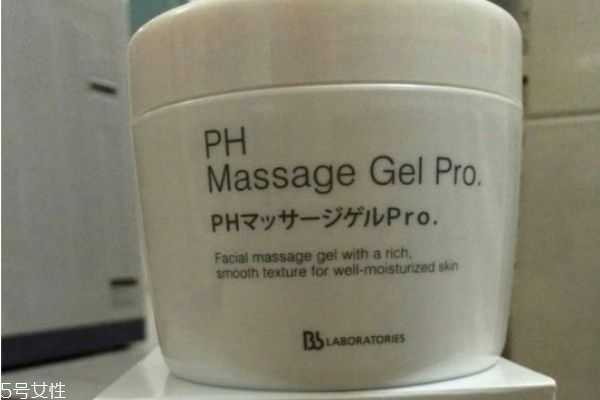 PH
Massage Gel Pro.
PHマッサージゲルPro.
Facial massage gel with a rich,
smooth texture for well-moisturized skin
Bb LABORATORIES
5号女性